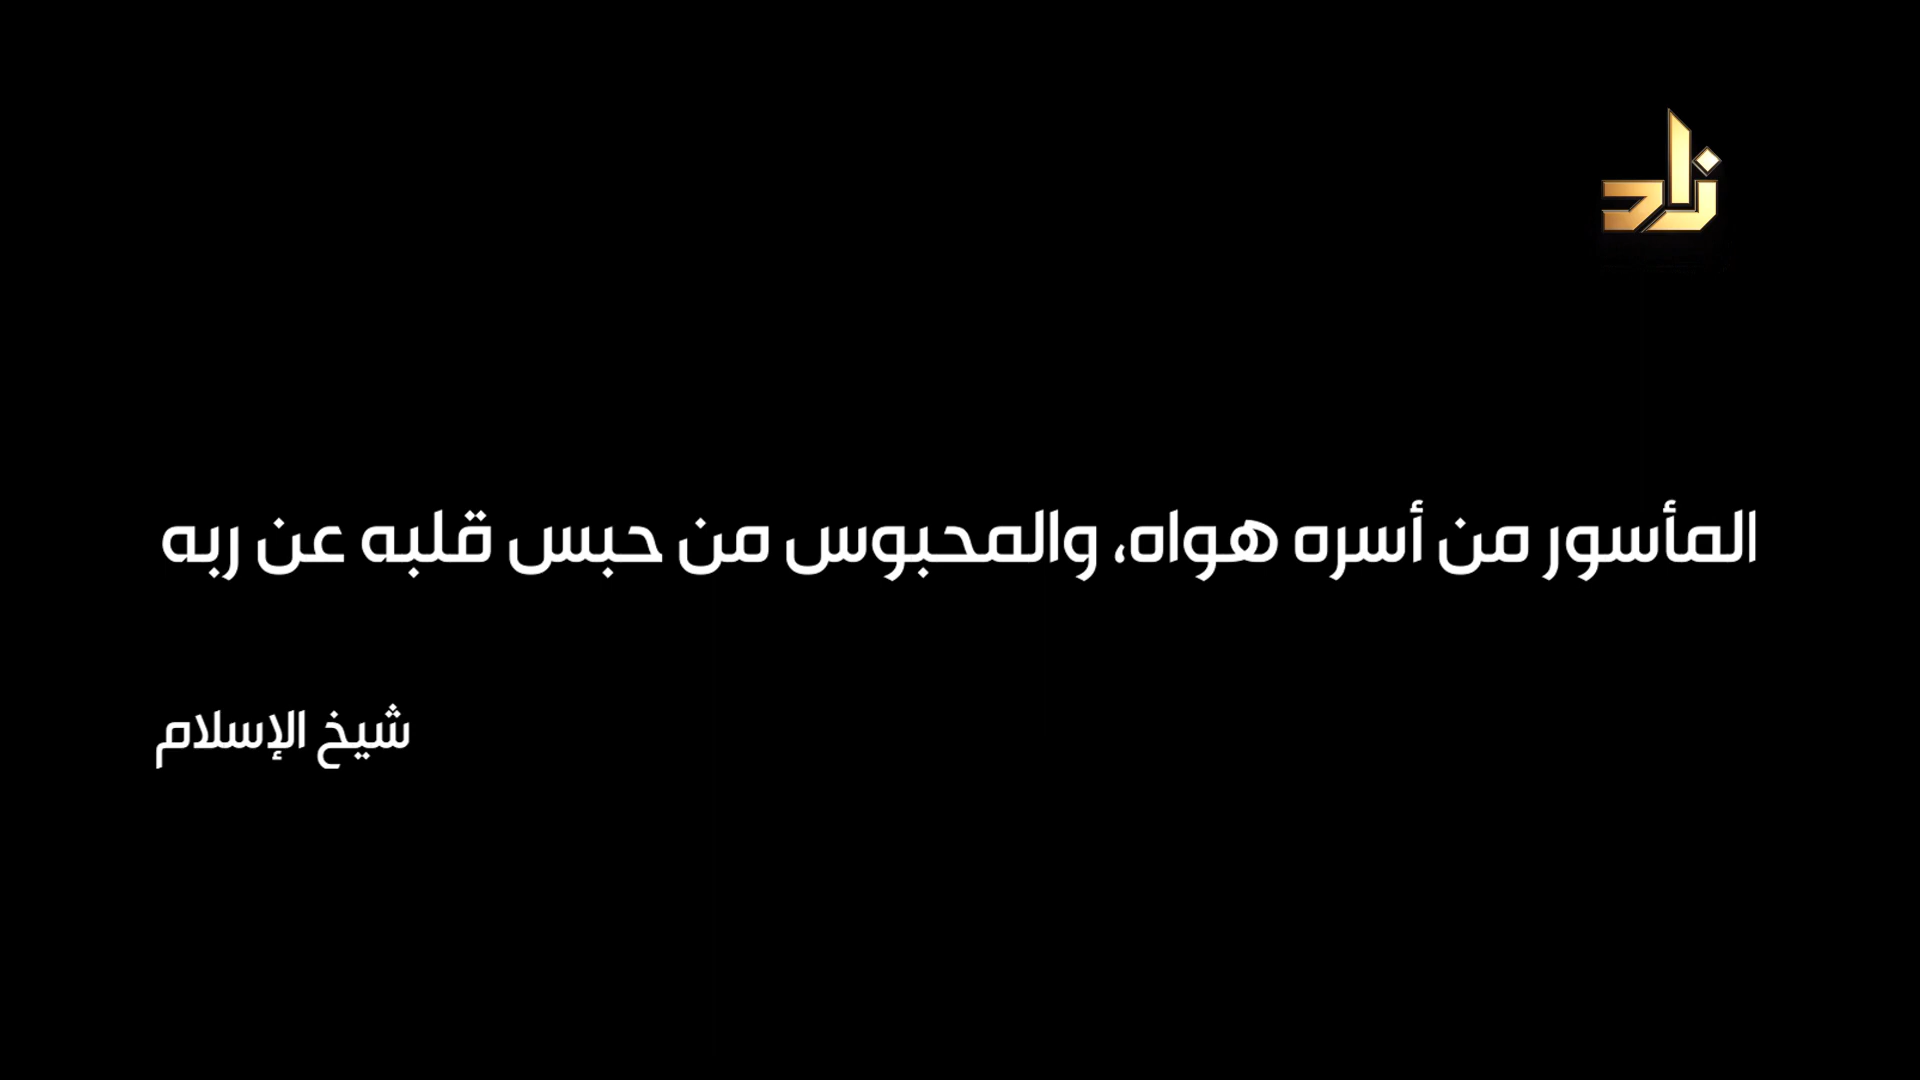 زاد
المأسور من أسره هواه، والمحبوس من حبس قلبه عن ربه
شيخ الإسلام